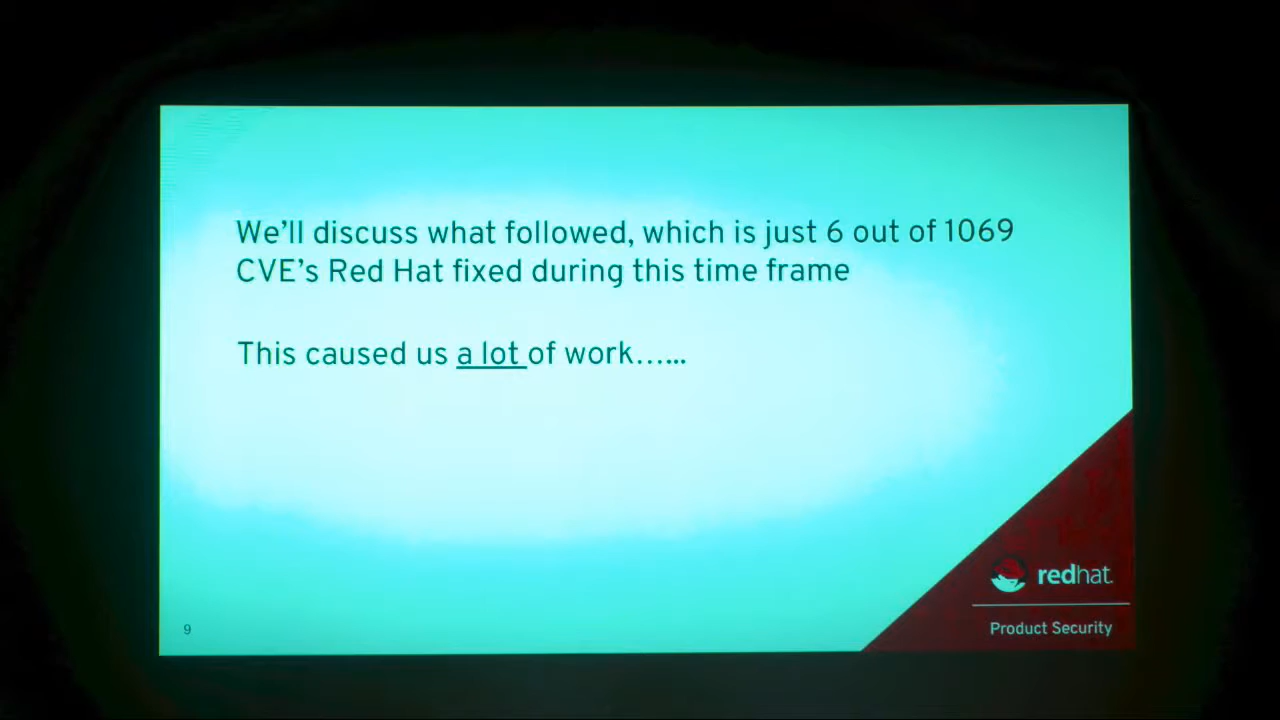 We'll discuss what followed, which is just 6 out of 1069
CVE's Red Hat fixed during this time frame
This caused us a lot of work......
redhat.
Product Security
9